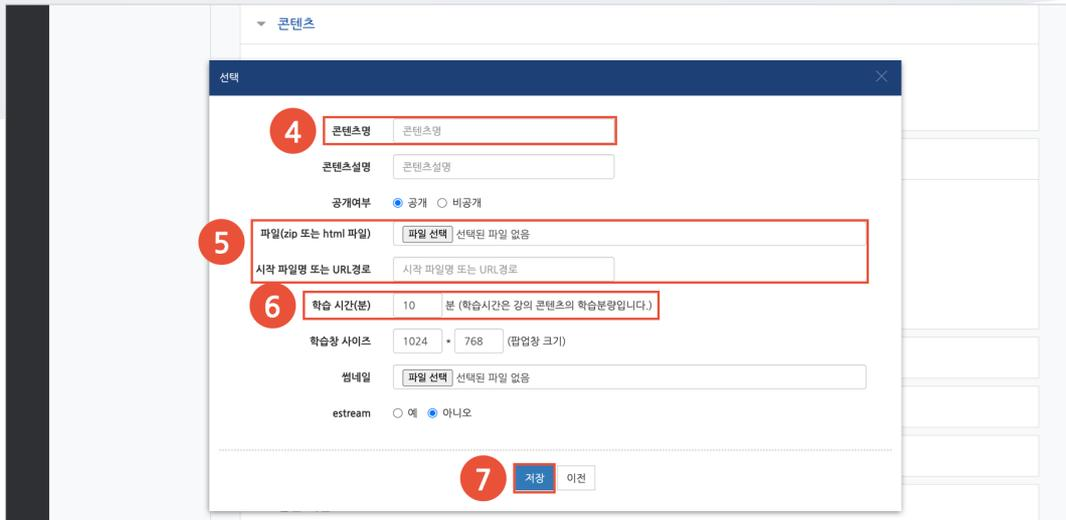 콘텐츠
선택
4 콘텐츠명 콘텐츠명
콘텐츠설명 콘텐츠설명
공개여부 공개 비공개
5 파일(zip 또는 html 파일) 파일 선택 선택된 파일 없음
시작 파일명 또는 URL경로 시작 파일명 또는 URL경로
6 학습 시간(분) 10 분 (학습시간은 강의 콘텐츠의 학습분량입니다.)
학습창 사이즈 1024 * 768 (팝업창 크기)
썸네일 파일 선택 선택된 파일 없음
estream 예 아니오
7 저장 이전